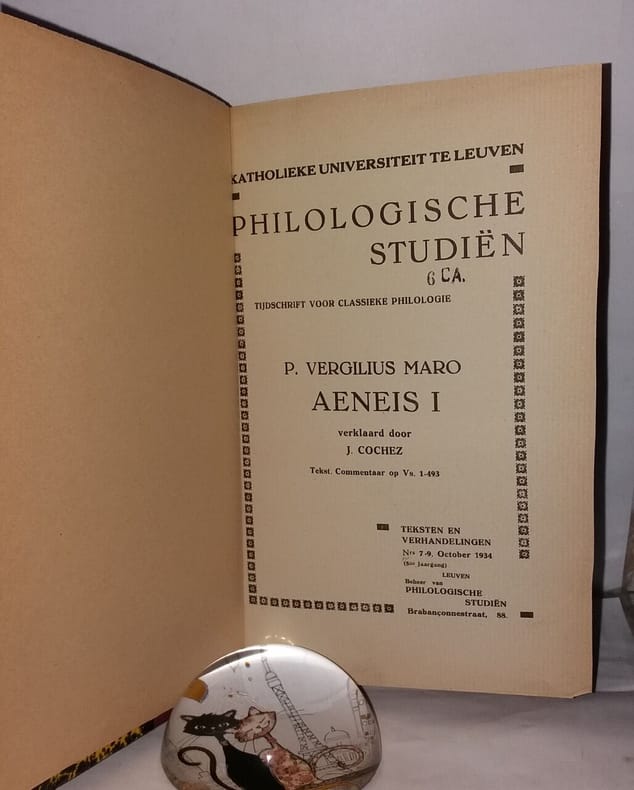 KATHOLIEKE UNIVERSITEIT TE LEUVEN
PHILOLOGISCHE
STUDIËN
6 CA.
TIJDSCHRIFT VOOR CLASSIEKE PHILOLOGIE
P. VERGILIUS MARO
AENEIS I
verklaard door
J. COCHEZ
Tekst. Commentaar op Vs. 1-493
TEKSTEN EN
VERHANDELINGEN
Nrs 7-9. October 1934
(5de Jaargang)
LEUVEN
Beheer van
PHILOLOGISCHE
STUDIËN
Brabançonnestraat, 88.